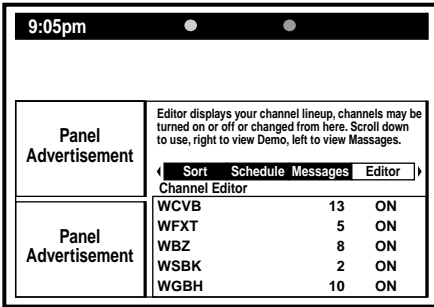 9:05pm
Panel
Advertisement
Editor displays your channel lineup, channels may be
turned on or off or changed from here. Scroll down
to use, right to view Demo, left to view Massages.
Sort Schedule Messages Editor
Channel Editor
WCVB 13 ON
WFXT 5 ON
WBZ 8 ON
WSBK 2 ON
WGBH 10 ON
Panel
Advertisement